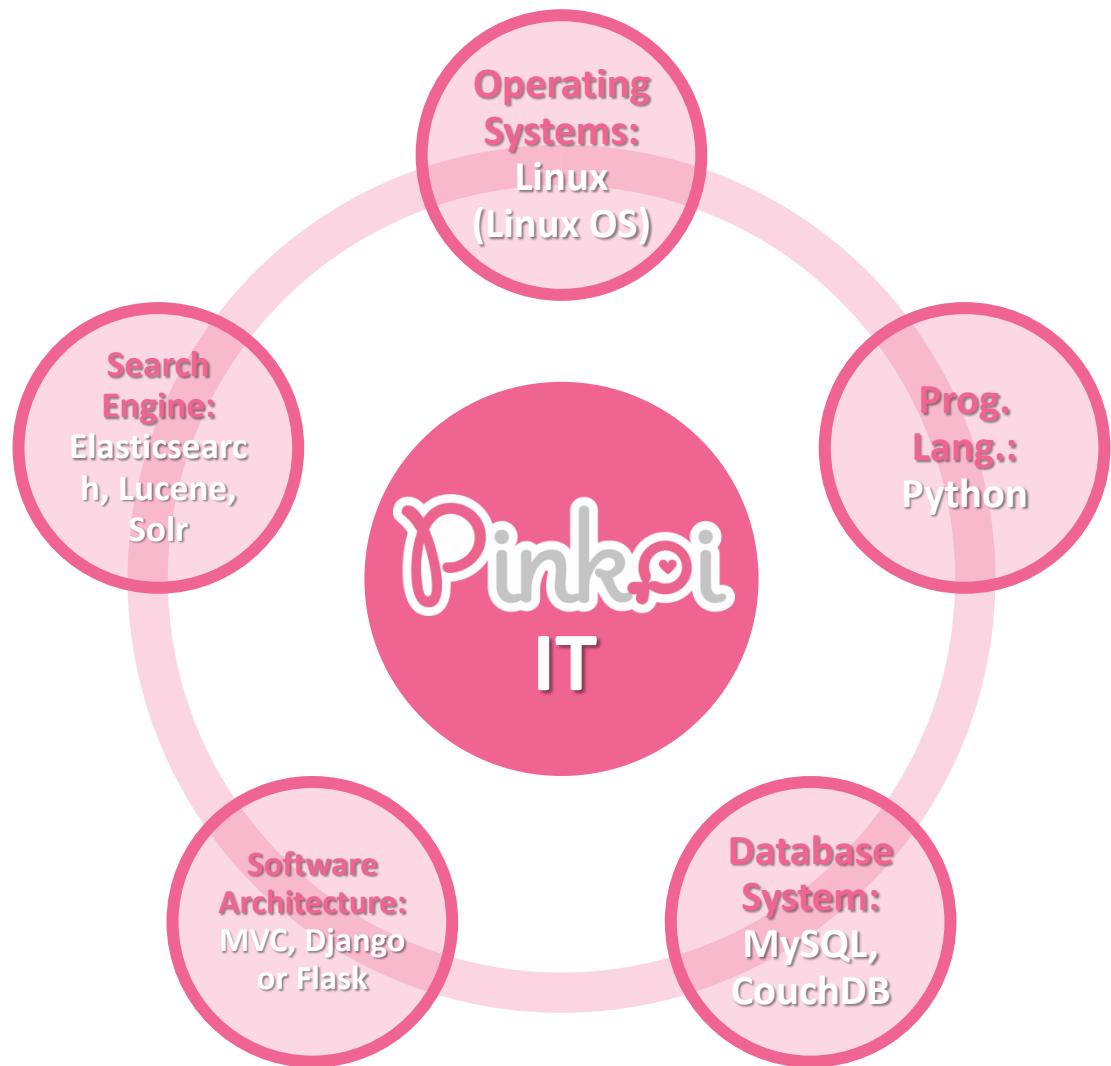 Operating
Systems:
Linux
(Linux OS)
Search
Engine:
Elasticsearc
h, Lucene,
Solr
Prog.
Lang.:
Python
Pinkoi
IT
Software
Architecture:
MVC, Django
or Flask
Database
System:
MySQL,
CouchDB